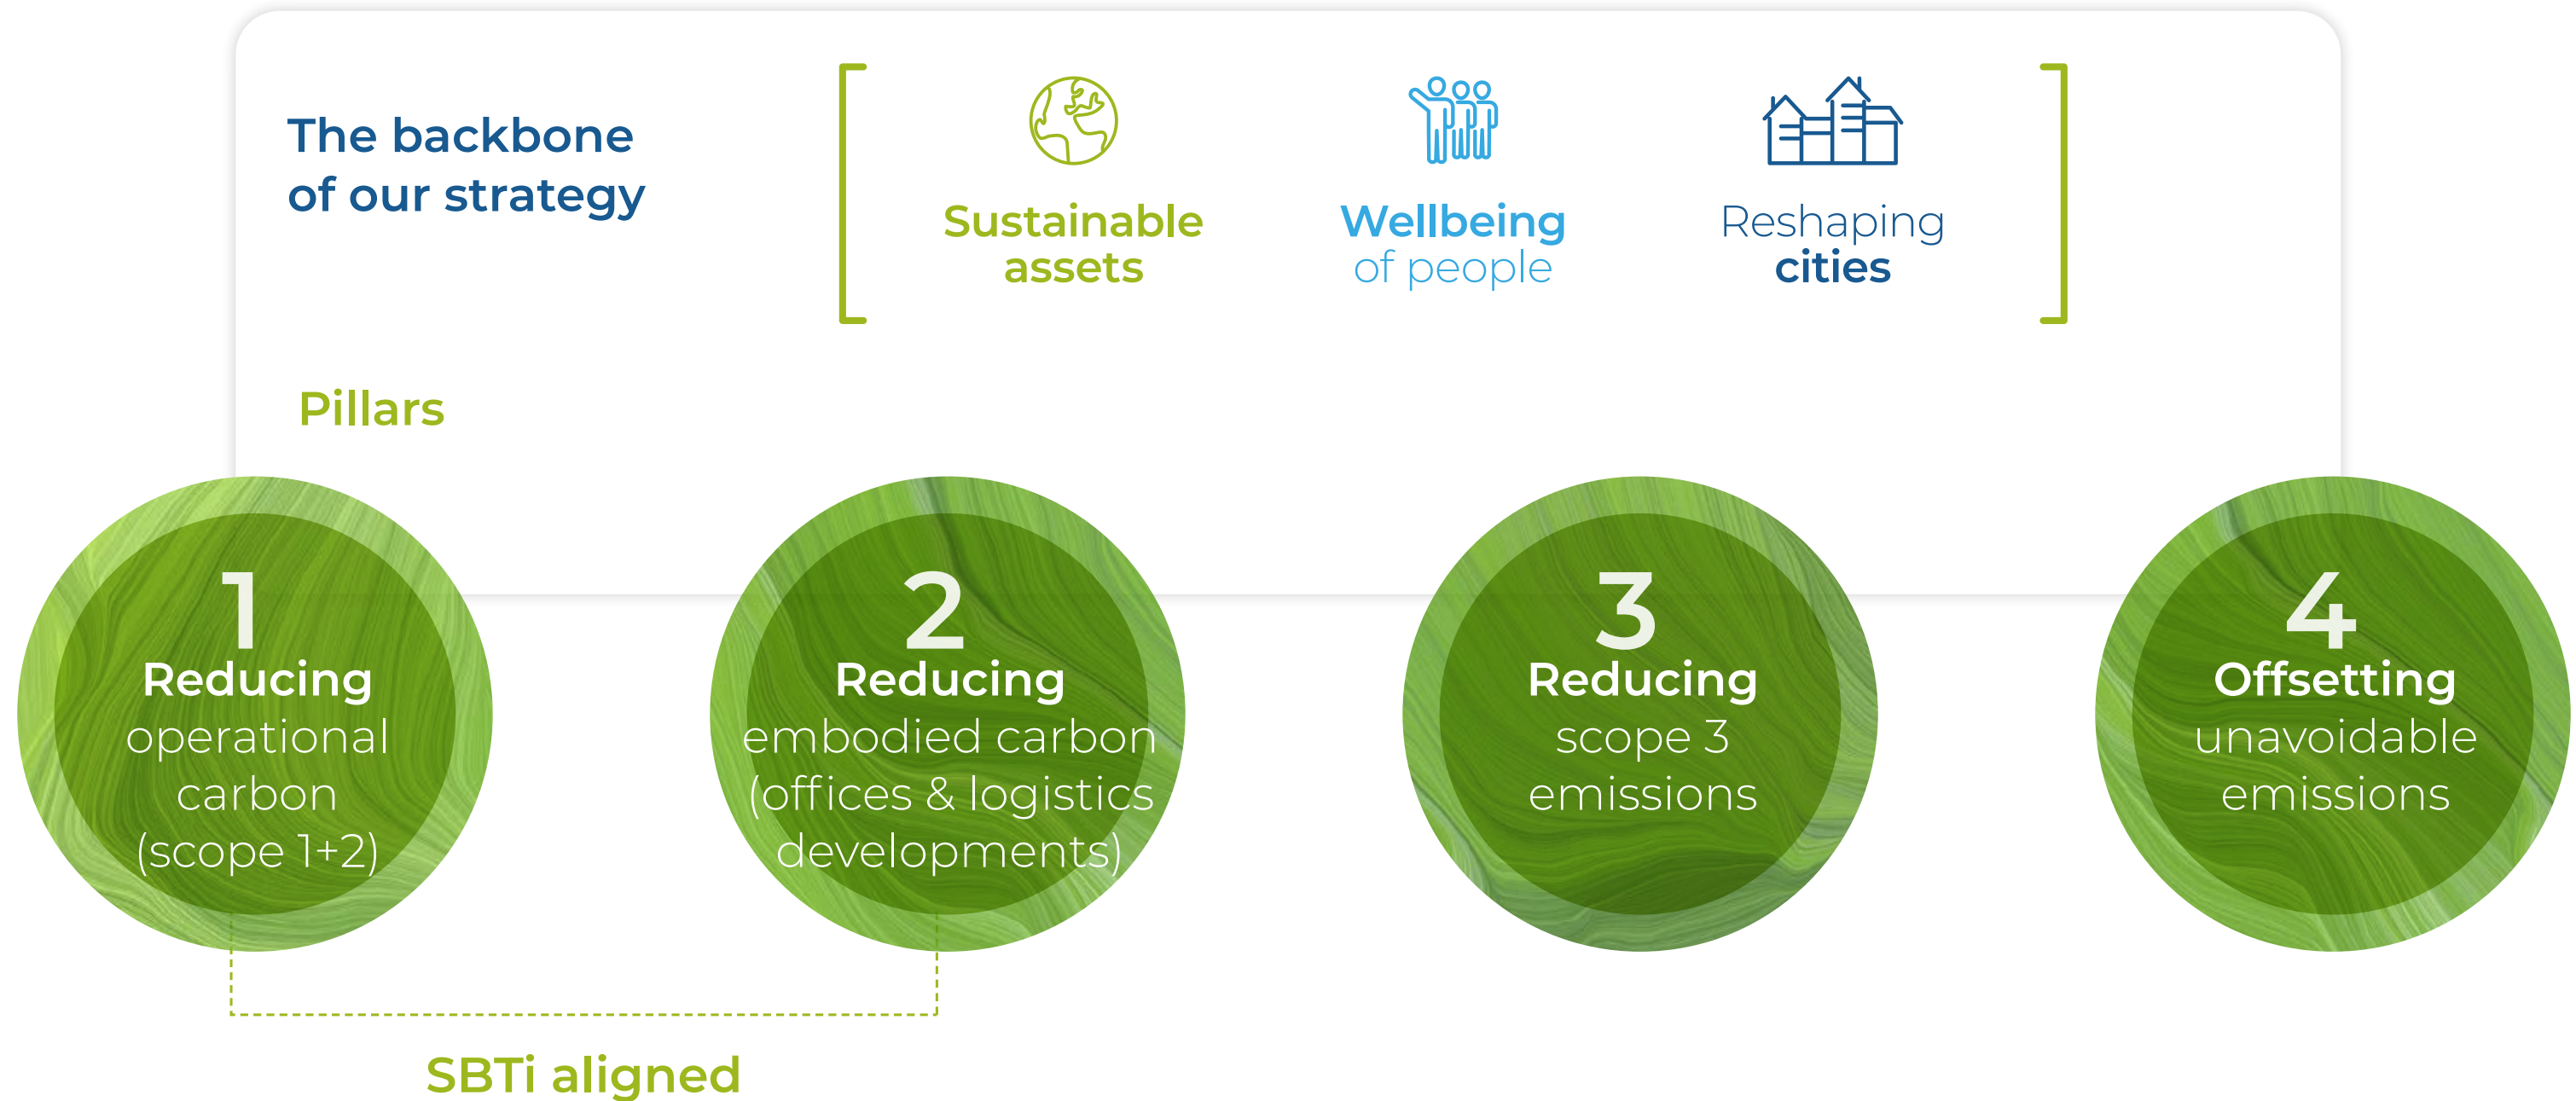 The backbone
of our strategy
Sustainable
assets
Wellbeing
of people
Reshaping
cities
Pillars
1
Reducing
operational
carbon
(scope 1+2)
2
Reducing
embodied carbon
(offices & logistics
developments)
3
Reducing
scope 3
emissions
4
Offsetting
unavoidable
emissions
SBTi aligned